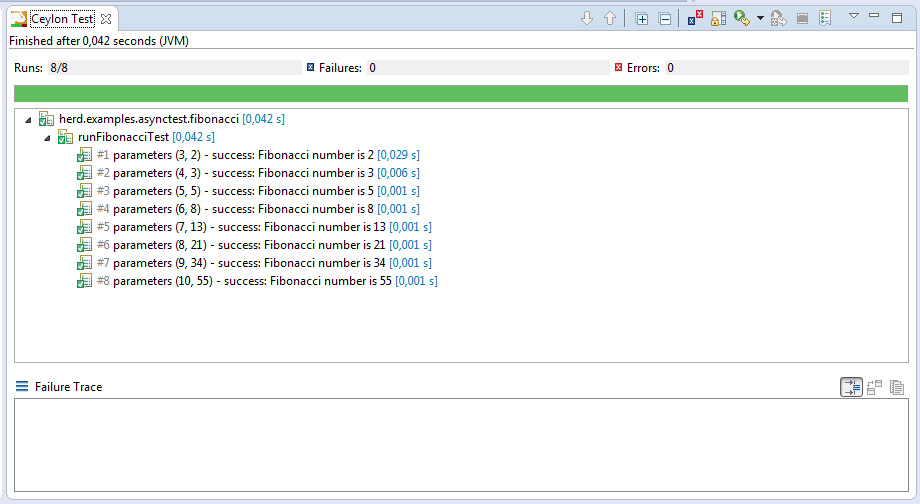 Ceylon Test
Finished after 0,042 seconds (JVM)
Runs: 8/8 Failures: 0 Errors: 0
herd.examples.asynctest.fibonacci [0,042 s]
runFibonacciTest [0,042 s]
#1 parameters (3, 2) - success: Fibonacci number is 2 [0,029 s]
#2 parameters (4, 3) - success: Fibonacci number is 3 [0,006 s]
#3 parameters (5, 5) - success: Fibonacci number is 5 [0,001 s]
#4 parameters (6, 8) - success: Fibonacci number is 8 [0,001 s]
#5 parameters (7, 13) - success: Fibonacci number is 13 [0,001 s]
#6 parameters (8, 21) - success: Fibonacci number is 21 [0,001 s]
#7 parameters (9, 34) - success: Fibonacci number is 34 [0,001 s]
#8 parameters (10, 55) - success: Fibonacci number is 55 [0,001 s]
Failure Trace